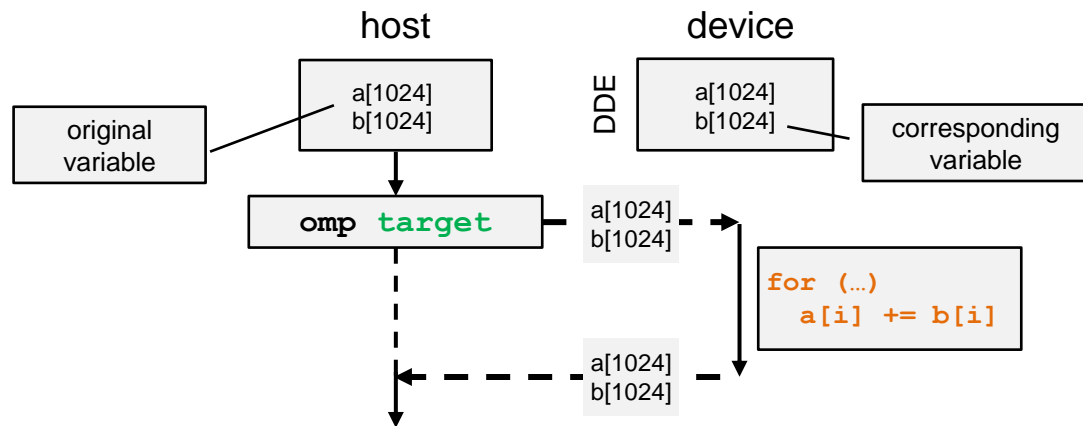 host
device
a[1024]
b[1024]
DDE
a[1024]
b[1024]
original
variable
corresponding
variable
omp target
a[1024]
b[1024]
for (…)
a[i] += b[i]
a[1024]
b[1024]